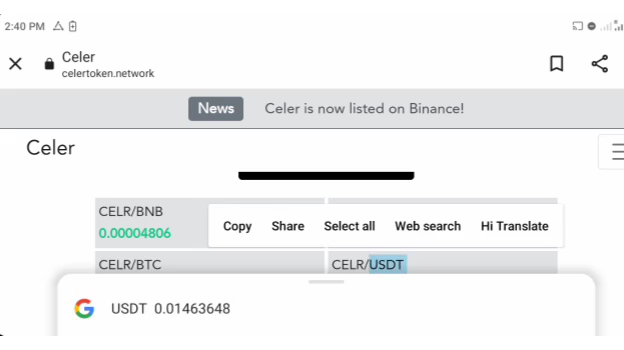 2:40 PM
Celer
celertoken.network
News Celer is now listed on Binance!
Celer
CELR/BNB
0.00004806
Copy Share Select all Web search Hi Translate
CELR/BTC CELR/USDT
USDT 0.01463648